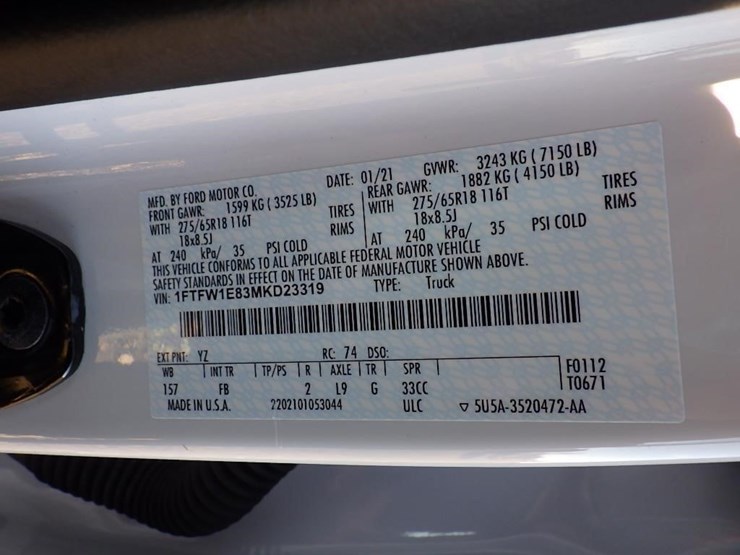 MFD. BY FORD MOTOR CO.
DATE: 01/21 GVWR: 3243 KG ( 7150 LB)
FRONT GAWR: 1599 KG ( 3525 LB) REAR GAWR: 1882 KG ( 4150 LB)
WITH 275/65R18 116T TIRES WITH 275/65R18 116T TIRES
18x8.5J RIMS 18x8.5J RIMS
AT 240 kPa/ 35 PSI COLD AT 240 kPa/ 35 PSI COLD
THIS VEHICLE CONFORMS TO ALL APPLICABLE FEDERAL MOTOR VEHICLE
SAFETY STANDARDS IN EFFECT ON THE DATE OF MANUFACTURE SHOWN ABOVE.
VIN: 1FTFW1E83MKD23319 TYPE: Truck
EXT PNT: YZ RC: 74 DSO:
WB INT TR TP/PS R AXLE TR SPR F0112
157 FB 2 L9 G 33CC T0671
MADE IN U.S.A. 2202101053044 ULC ▽ 5U5A-3520472-AA